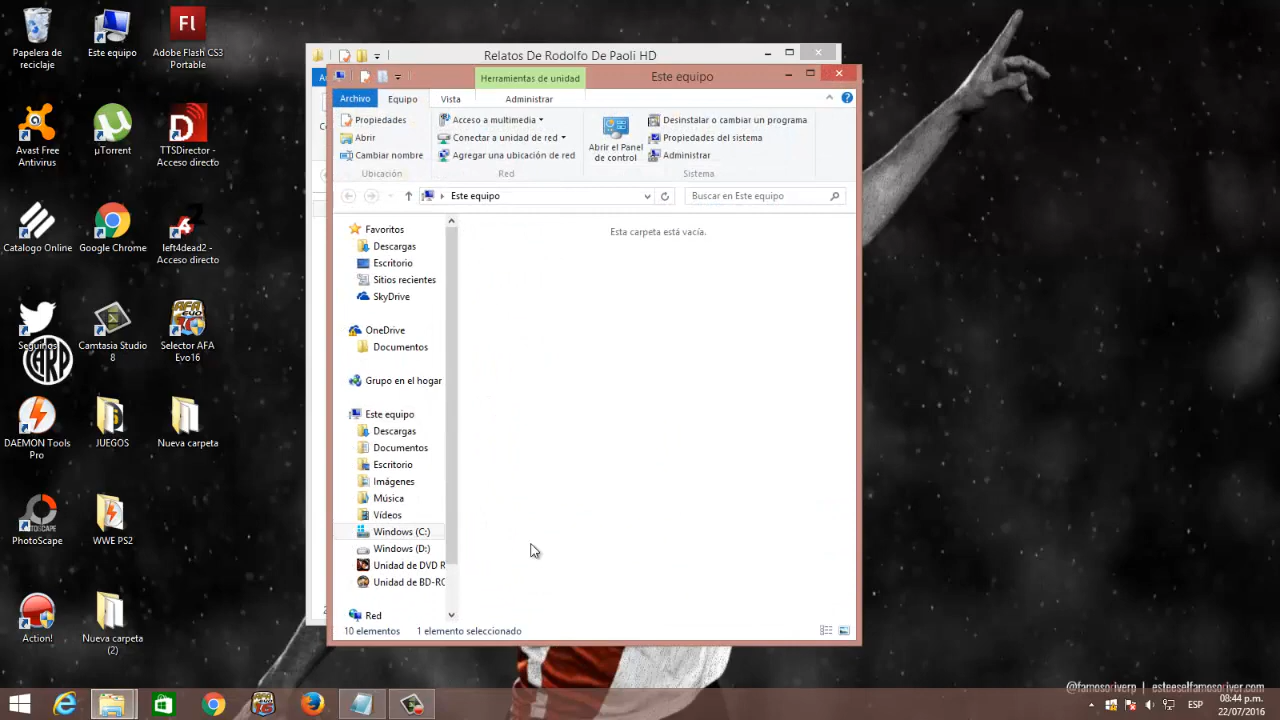 Papelera de
reciclaje
Este equipo
Adobe Flash CS3
Portable
Avast Free
Antivirus
µTorrent
TTSDirector -
Acceso directo
Catalogo Online
Google Chrome
left4dead2 -
Acceso directo
Camtasia Studio
8
Selector AFA
Evo16
CARP
DAEMON Tools
Pro
JUEGOS
Nueva carpeta
PhotoScape
WWE PS2
Action!
Nueva carpeta
(2)
Relatos De Rodolfo De Paoli HD
Herramientas de unidad
Este equipo
Archivo
Equipo
Vista
Administrar
Propiedades
Abrir
Cambiar nombre
Ubicación
Acceso a multimedia
Conectar a unidad de red
Agregar una ubicación de red
Red
Abrir el Panel
de control
Desinstalar o cambiar un programa
Propiedades del sistema
Administrar
Sistema
Este equipo
Buscar en Este equipo
Esta carpeta está vacía.
Favoritos
Descargas
Escritorio
Sitios recientes
SkyDrive
OneDrive
Documentos
Grupo en el hogar
Este equipo
Descargas
Documentos
Escritorio
Imágenes
Música
Vídeos
Windows (C:)
Windows (D:)
Unidad de DVD R
Unidad de BD-RO
Red
10 elementos 1 elemento seleccionado
@famosoriverp | esteeselfamosoriver.com
ESP
08:44 p.m.
22/07/2016